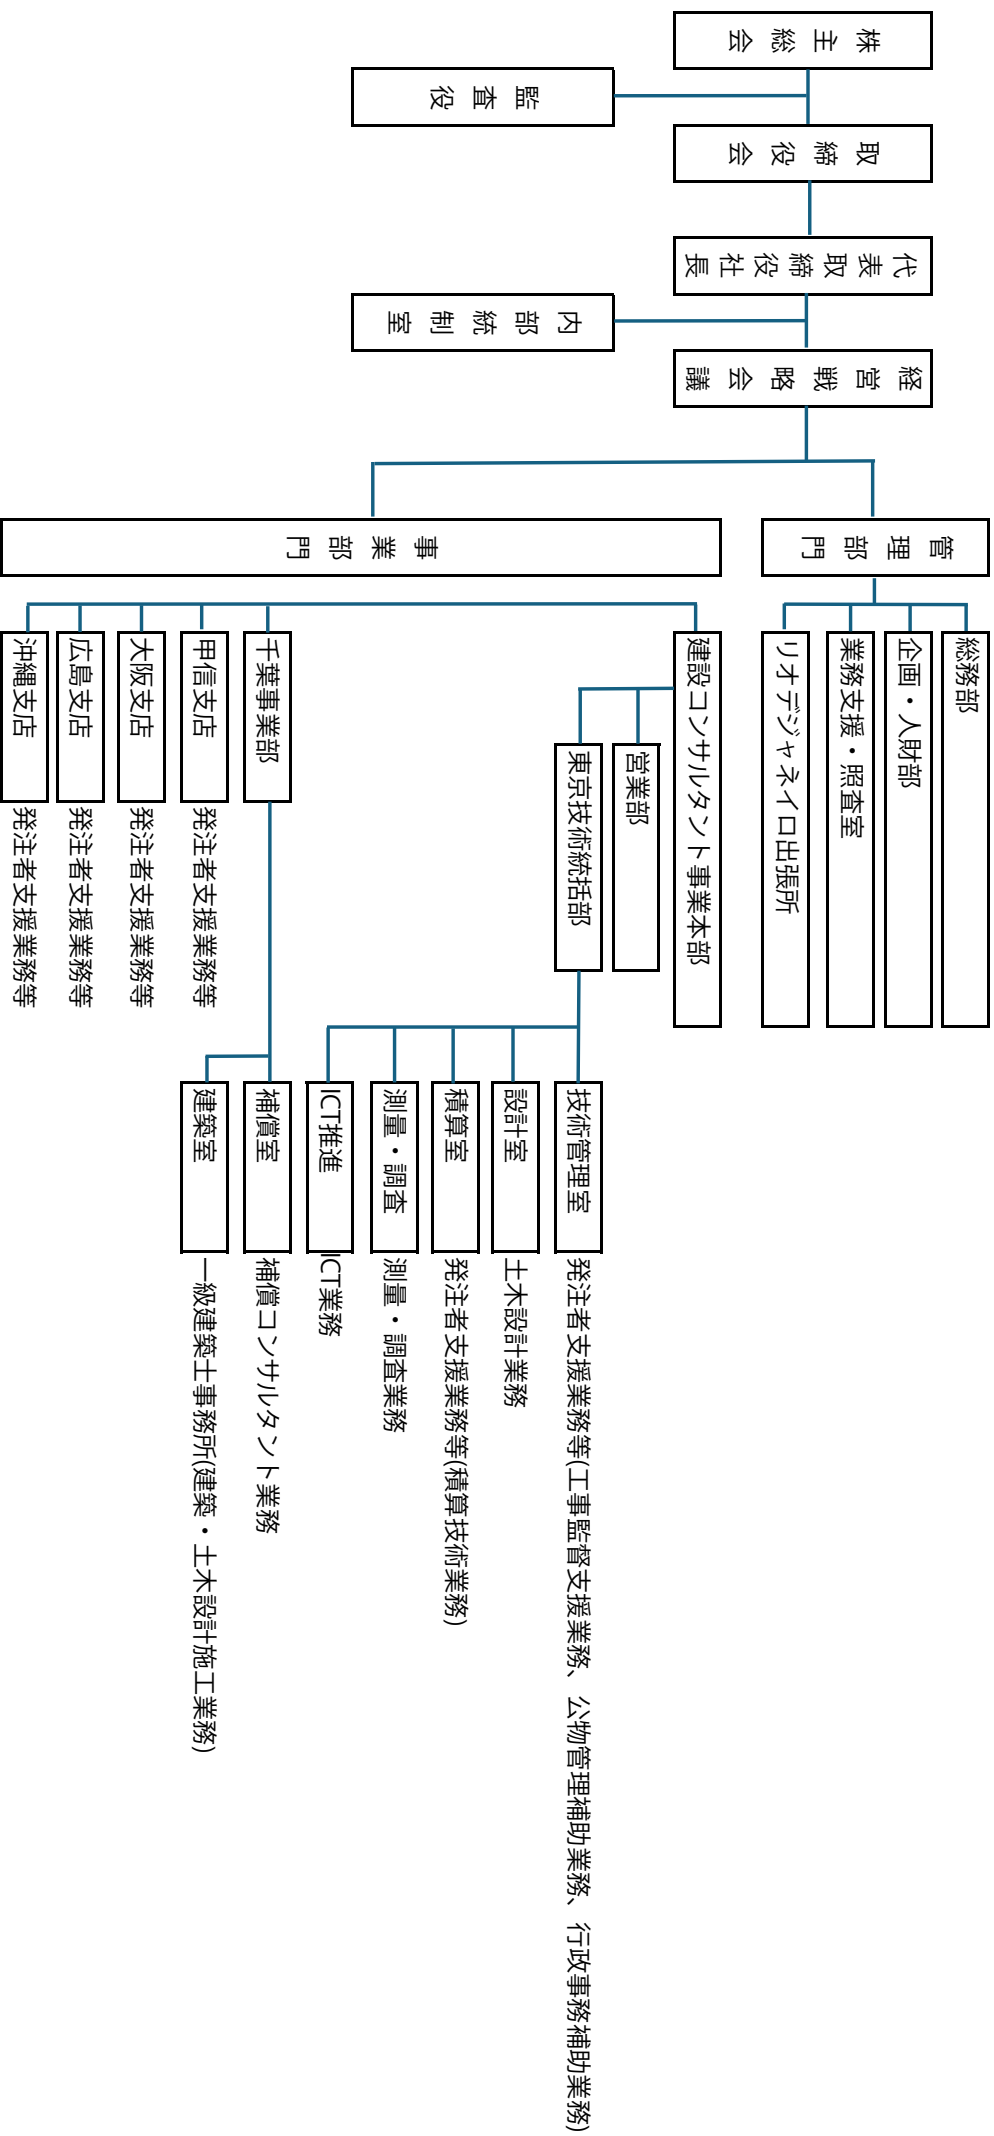 株主総会
監査役
取締役会
代表取締役社長
内部統制室
経営戦略会議
管理部門
事業部門
総務部
企画・人財部
業務支援・照査室
リオデジャネイロ出張所
建設コンサルタント事業本部
営業部
東京技術統括部
技術管理室
発注者支援業務等(工事監督支援業務、公物管理補助業務、行政事務補助業務)
設計室
土木設計業務
積算室
発注者支援業務等(積算技術業務)
測量・調査
測量・調査業務
ICT推進
ICT業務
千葉事業部
補償室
補償コンサルタント業務
建築室
一級建築士事務所(建築・土木設計施工業務)
甲信支店
発注者支援業務等
大阪支店
発注者支援業務等
広島支店
発注者支援業務等
沖縄支店
発注者支援業務等